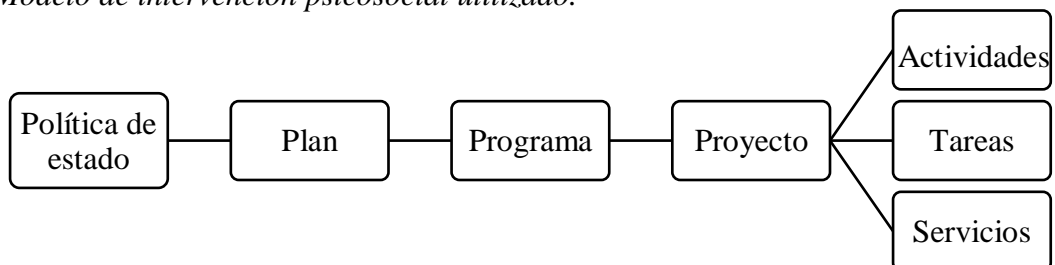 Modelo de intervención psicosocial utilizado.
Política de
estado
Plan
Programa
Proyecto
Actividades
Tareas
Servicios